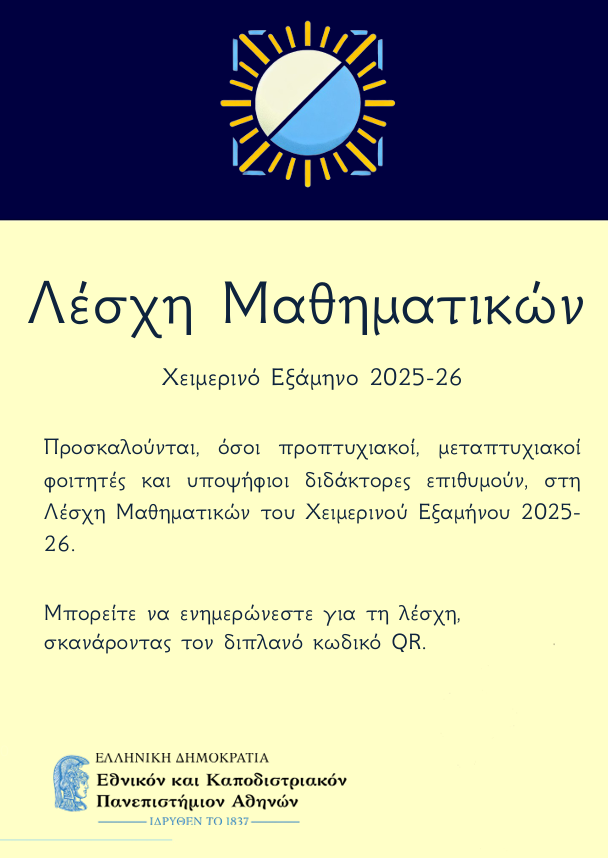 Λέσχη Μαθηματικών
Χειμερινό Εξάμηνο 2025-26
Προσκαλούνται, όσοι προπτυχιακοί, μεταπτυχιακοί
φοιτητές και υποψήφιοι διδάκτορες επιθυμούν, στη
Λέσχη Μαθηματικών του Χειμερινού Εξαμήνου 2025-
26.
Μπορείτε να ενημερώνεστε για τη λέσχη,
σκανάροντας τον διπλανό κωδικό QR.
ΕΛΛΗΝΙΚΗ ΔΗΜΟΚΡΑΤΙΑ
Εθνικόν και Καποδιστριακόν
Πανεπιστήμιον Αθηνών
ΙΔΡΥΘΕΝ ΤΟ 1837